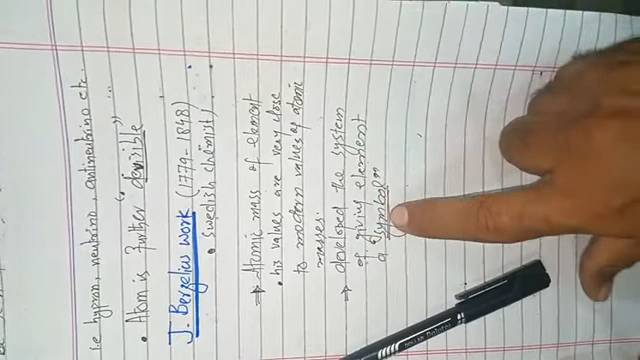 ie hypron, neutrino, antineutrino etc.
• Atom is further "devisible"
J. Berzelius work (1779-1848)
• Swedish chemist,
⇒ Atomic mass of element
• his values are very close
to modern values of atomic
masses.
⇒ developed the system
of giving element
a "symbol"